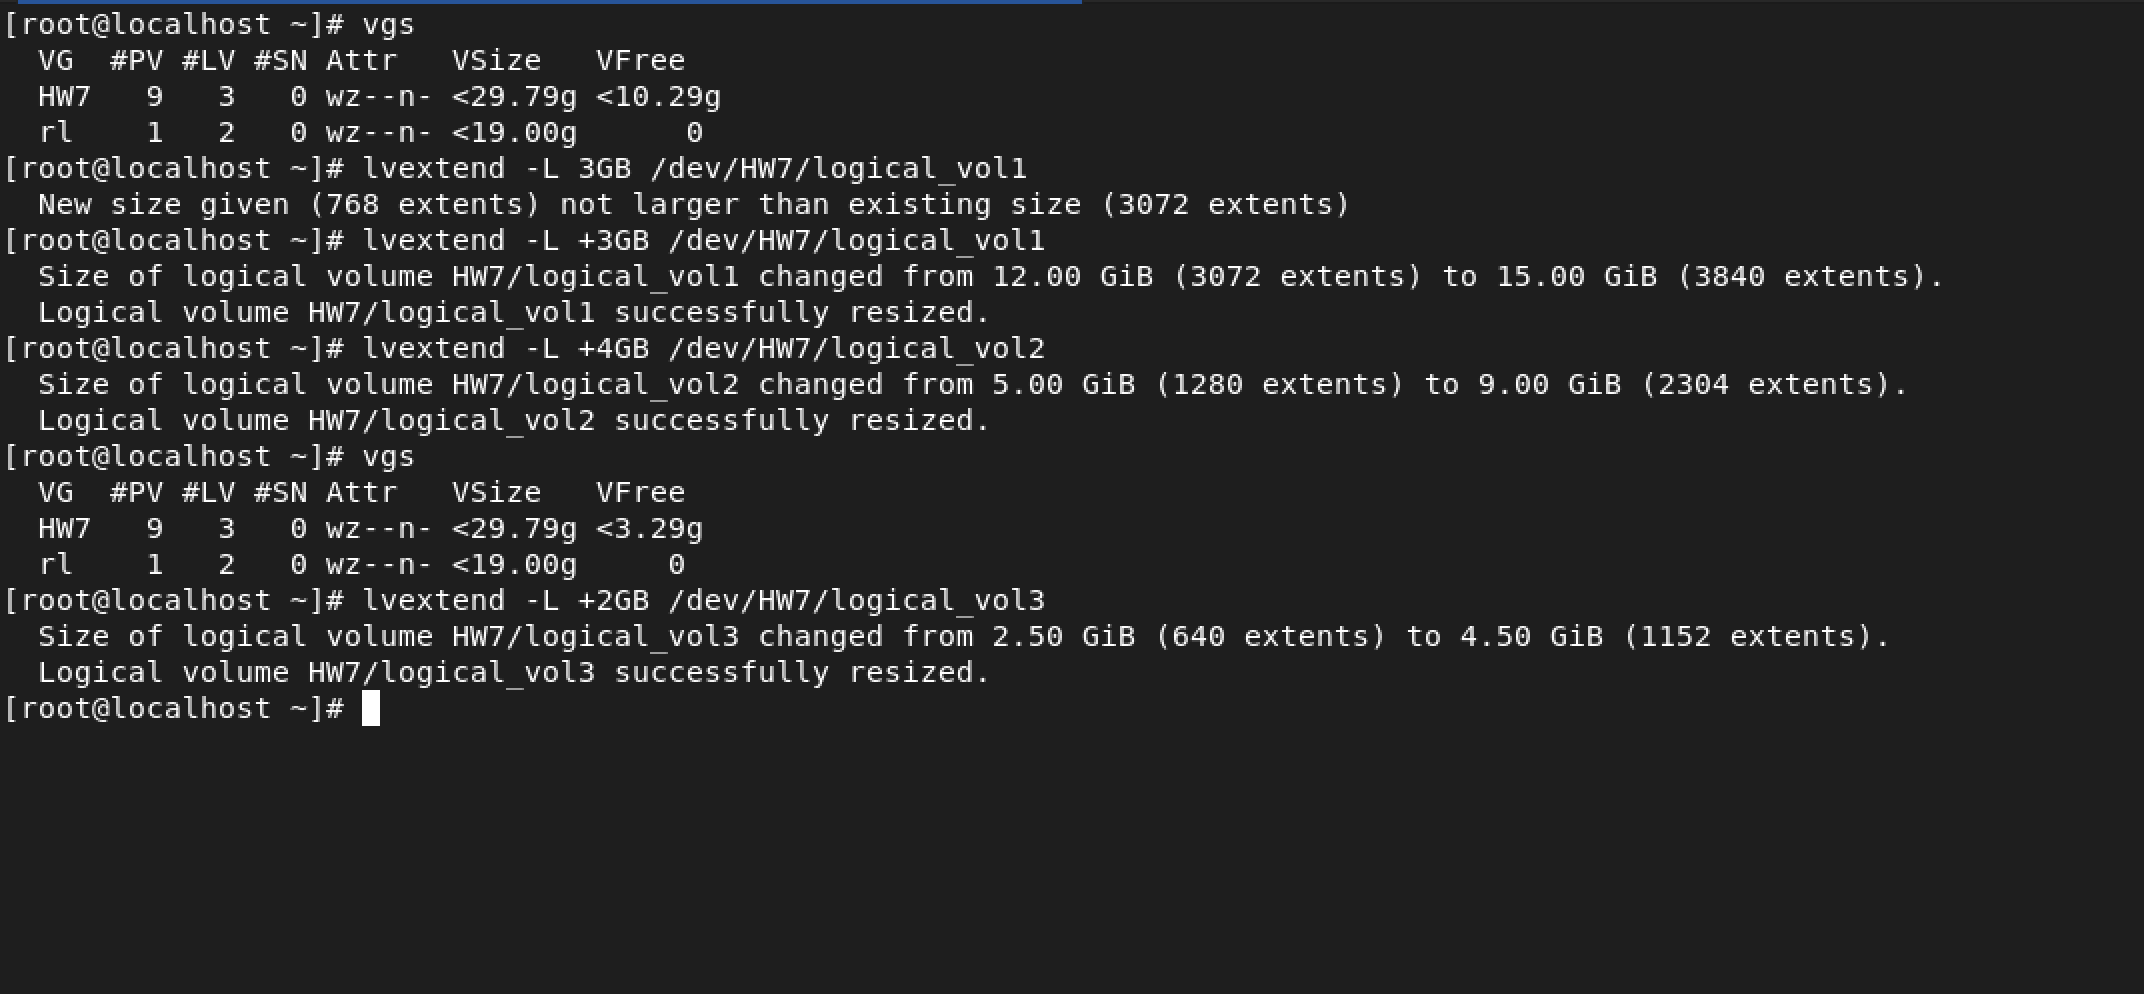 [root@localhost ~]# vgs
  VG  #PV #LV #SN Attr   VSize   VFree
  HW7   9   3   0 wz--n- <29.79g <10.29g
  rl    1   2   0 wz--n- <19.00g      0
[root@localhost ~]# lvextend -L 3GB /dev/HW7/logical_vol1
  New size given (768 extents) not larger than existing size (3072 extents)
[root@localhost ~]# lvextend -L +3GB /dev/HW7/logical_vol1
  Size of logical volume HW7/logical_vol1 changed from 12.00 GiB (3072 extents) to 15.00 GiB (3840 extents).
  Logical volume HW7/logical_vol1 successfully resized.
[root@localhost ~]# lvextend -L +4GB /dev/HW7/logical_vol2
  Size of logical volume HW7/logical_vol2 changed from 5.00 GiB (1280 extents) to 9.00 GiB (2304 extents).
  Logical volume HW7/logical_vol2 successfully resized.
[root@localhost ~]# vgs
  VG  #PV #LV #SN Attr   VSize   VFree
  HW7   9   3   0 wz--n- <29.79g <3.29g
  rl    1   2   0 wz--n- <19.00g     0
[root@localhost ~]# lvextend -L +2GB /dev/HW7/logical_vol3
  Size of logical volume HW7/logical_vol3 changed from 2.50 GiB (640 extents) to 4.50 GiB (1152 extents).
  Logical volume HW7/logical_vol3 successfully resized.
[root@localhost ~]#